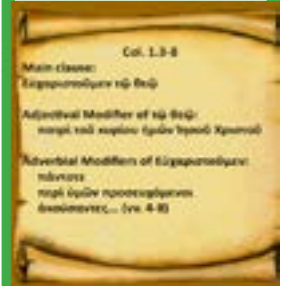 Col. 1.3-8
Main clause:
Εὐχαριστοῦμεν τῷ θεῷ
Adjectival Modifier of τῷ θεῷ:
πατρὶ τοῦ κυρίου ἡμῶν Ἰησοῦ Χριστοῦ
Adverbial Modifiers of Εὐχαριστοῦμεν:
πάντοτε
περὶ ὑμῶν προσευχόμενοι
ἀκούσαντες... (vv. 4-8)